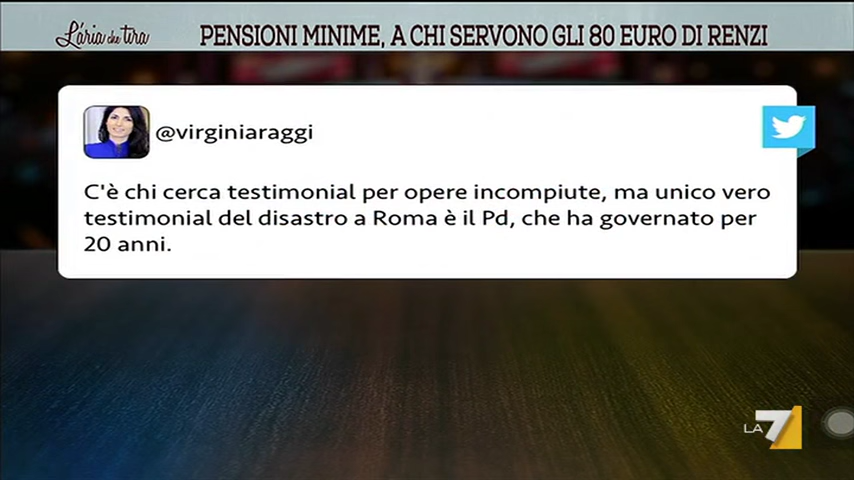 L'aria che tira
PENSIONI MINIME, A CHI SERVONO GLI 80 EURO DI RENZI
@virginiaraggi
C'è chi cerca testimonial per opere incompiute, ma unico vero
testimonial del disastro a Roma è il Pd, che ha governato per
20 anni.
LA7